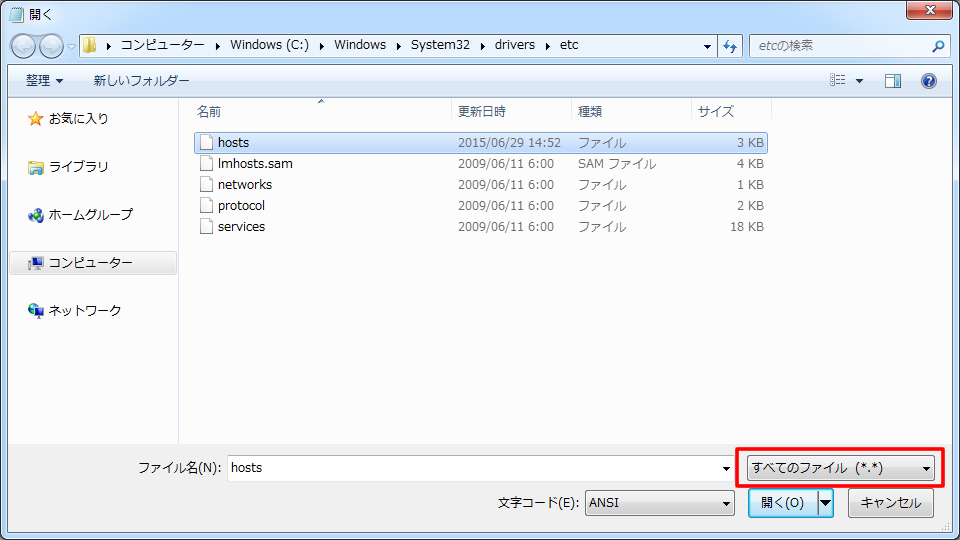 開く
コンピューター ▸ Windows (C:) ▸ Windows ▸ System32 ▸ drivers ▸ etc
etcの検索
整理 新しいフォルダー
お気に入り
ライブラリ
ホームグループ
コンピューター
ネットワーク
名前 更新日時 種類 サイズ
hosts 2015/06/29 14:52 ファイル 3 KB
lmhosts.sam 2009/06/11 6:00 SAM ファイル 4 KB
networks 2009/06/11 6:00 ファイル 1 KB
protocol 2009/06/11 6:00 ファイル 2 KB
services 2009/06/11 6:00 ファイル 18 KB
ファイル名(N): hosts すべてのファイル (*.*)
文字コード(E): ANSI 開く(O) キャンセル